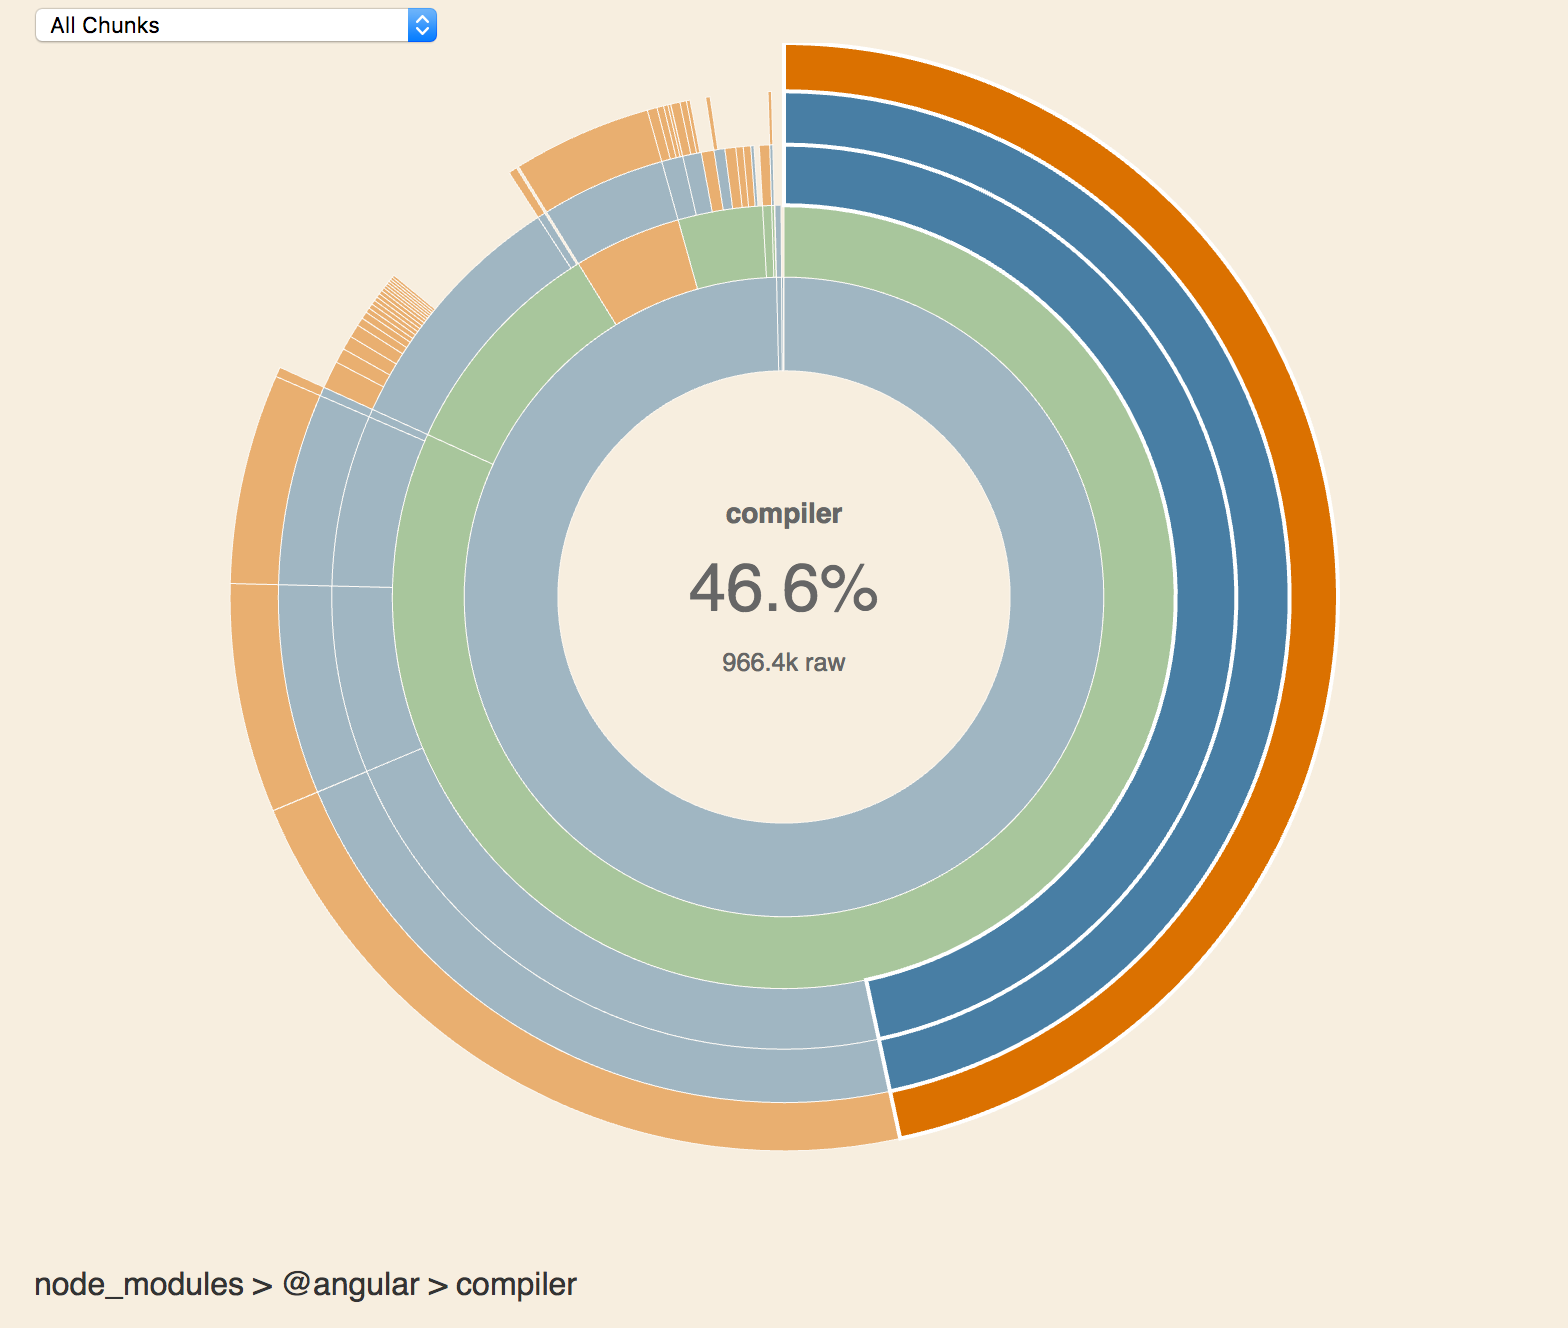 All Chunks
compiler
46.6%
966.4k raw
node_modules > @angular > compiler